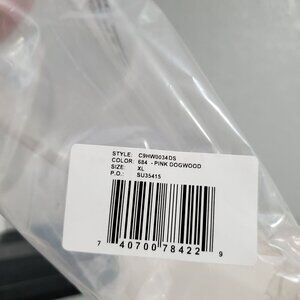 STYLE: C9HW0034DS
COLOR: 684 - PINK DOGWOOD
SIZE: XL
P.O.: SU35415
7 40700 78422 9